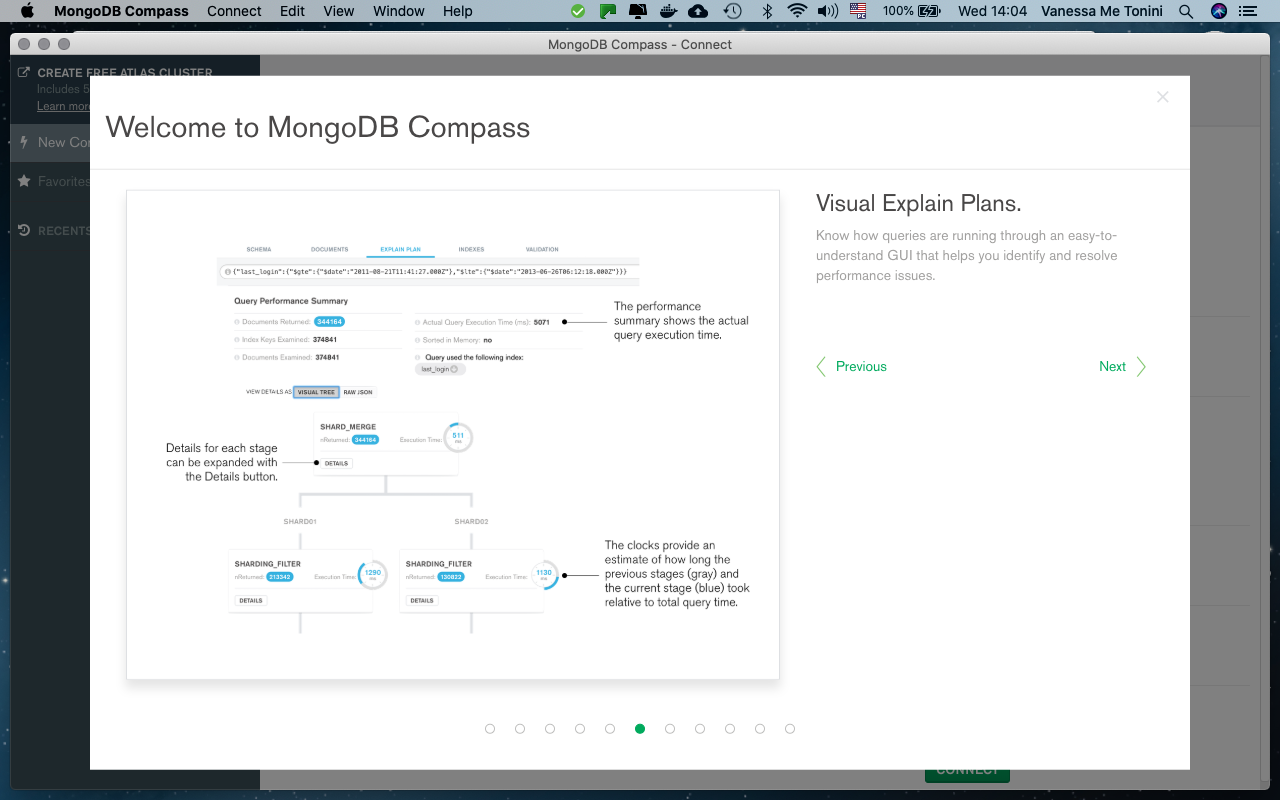 MongoDB Compass Connect Edit View Window Help 100% Wed 14:04 Vanessa Me Tonini
MongoDB Compass - Connect
CREATE FREE ATLAS CLUSTER
Includes 5
Learn more
New Con
Favorites
RECENTS
Welcome to MongoDB Compass
SCHEMA DOCUMENTS EXPLAIN PLAN INDEXES VALIDATION
{"last_login":{"$gte":{"$date":"2011-08-21T11:41:27.000Z"},"$lte":{"$date":"2013-06-26T06:12:18.000Z"}}}
Query Performance Summary
Documents Returned: 344164
Index Keys Examined: 374841
Documents Examined: 374841
Actual Query Execution Time (ms): 5071
Sorted in Memory: no
Query used the following index:
last_login
The performance
summary shows the actual
query execution time.
VIEW DETAILS AS VISUAL TREE RAW JSON
SHARD_MERGE
nReturned: 344164 Execution Time: 511 ms
DETAILS
Details for each stage
can be expanded with
the Details button.
SHARD01 SHARD02
SHARDING_FILTER
nReturned: 213342 Execution Time: 1290 ms
DETAILS
SHARDING_FILTER
nReturned: 130822 Execution Time: 1130 ms
DETAILS
The clocks provide an
estimate of how long the
previous stages (gray) and
the current stage (blue) took
relative to total query time.
Visual Explain Plans.
Know how queries are running through an easy-to-
understand GUI that helps you identify and resolve
performance issues.
Previous Next
CONNECT